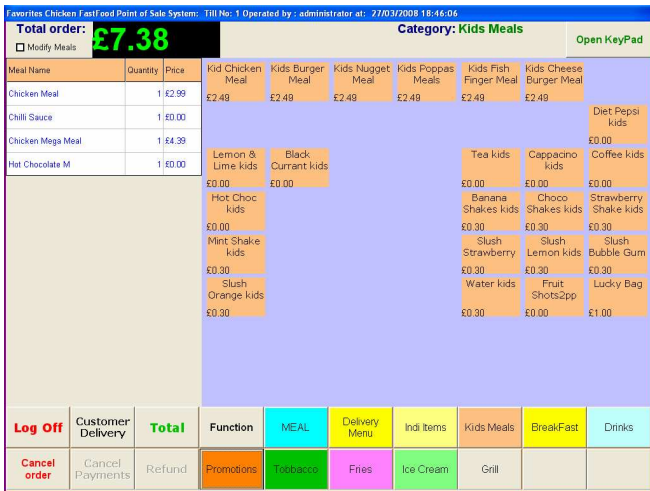 Favorites Chicken FastFood Point of Sale System: Till No: 1 Operated by : administrator at: 27/03/2008 18:46:06
Total order: £7.38 Category: Kids Meals Open KeyPad
Modify Meals
Meal Name Quantity Price
Chicken Meal 1 £2.99
Chilli Sauce 1 £0.00
Chicken Mega Meal 1 £4.39
Hot Chocolate M 1 £0.00
Kid Chicken Meal £2.49
Kids Burger Meal £2.49
Kids Nugget Meal £2.49
Kids Poppas Meals £2.49
Kids Fish Finger Meal £2.49
Kids Cheese Burger Meal £2.49
Diet Pepsi kids £0.00
Lemon & Lime kids £0.00
Black Currant kids £0.00
Tea kids £0.00
Cappacino kids £0.00
Coffee kids £0.00
Hot Choc kids £0.00
Banana Shakes kids £0.30
Choco Shakes kids £0.30
Strawberry Shake kids £0.30
Mint Shake kids £0.30
Slush Strawberry £0.30
Slush Lemon kids £0.30
Slush Bubble Gum £0.30
Slush Orange kids £0.30
Water kids £0.30
Fruit Shots2pp £0.00
Lucky Bag £1.00
Log Off Customer Delivery Total Function MEAL Delivery Menu Indi Items Kids Meals BreakFast Drinks
Cancel order Cancel Payments Refund Promotions Tobbacco Fries Ice Cream Grill